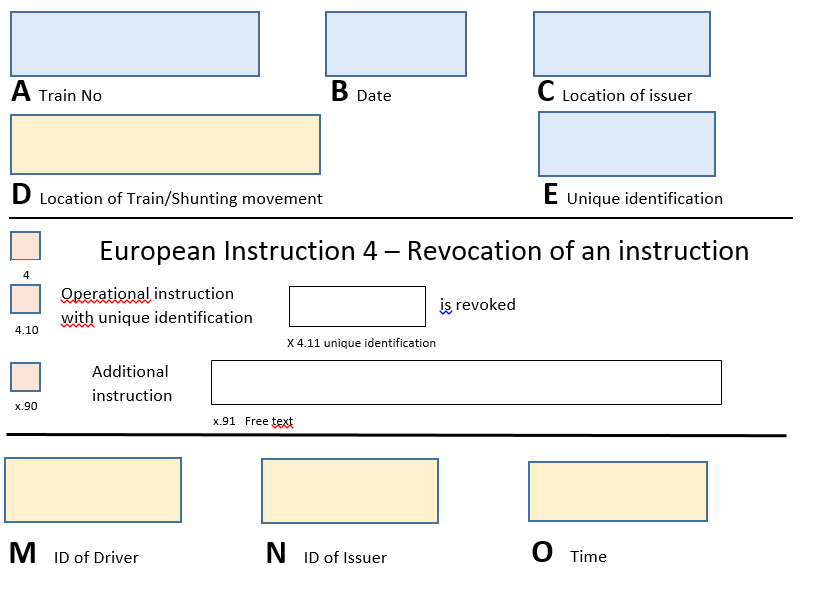 A Train No
B Date
C Location of issuer
D Location of Train/Shunting movement
E Unique identification
European Instruction 4 – Revocation of an instruction
4
Operational instruction
with unique identification
is revoked
4.10
X 4.11 unique identification
Additional
instruction
x.90
x.91 Free text
M ID of Driver
N ID of Issuer
O Time